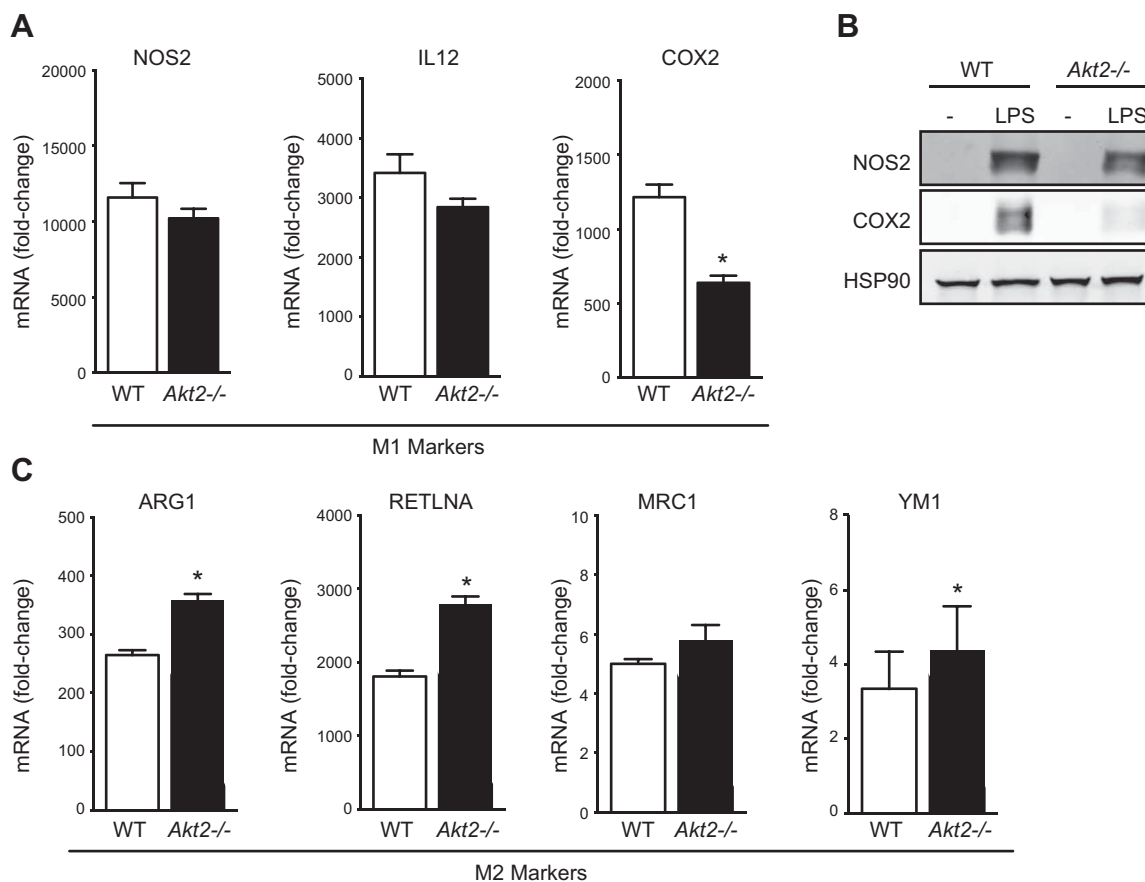 A
B
NOS2
IL12
COX2
mRNA (fold-change)
20000
15000
10000
5000
0
WT
Akt2-/-
mRNA (fold-change)
5000
4000
3000
2000
1000
0
WT
Akt2-/-
mRNA (fold-change)
2000
1500
1000
500
0
*
WT
Akt2-/-
M1 Markers
WT Akt2-/-
- LPS - LPS
NOS2
COX2
HSP90
C
ARG1
RETLNA
MRC1
YM1
mRNA (fold-change)
500
400
300
200
100
0
*
WT
Akt2-/-
mRNA (fold-change)
4000
3000
2000
1000
0
*
WT
Akt2-/-
mRNA (fold-change)
10
8
6
4
2
0
WT
Akt2-/-
mRNA (fold-change)
8
6
4
2
0
*
WT
Akt2-/-
M2 Markers